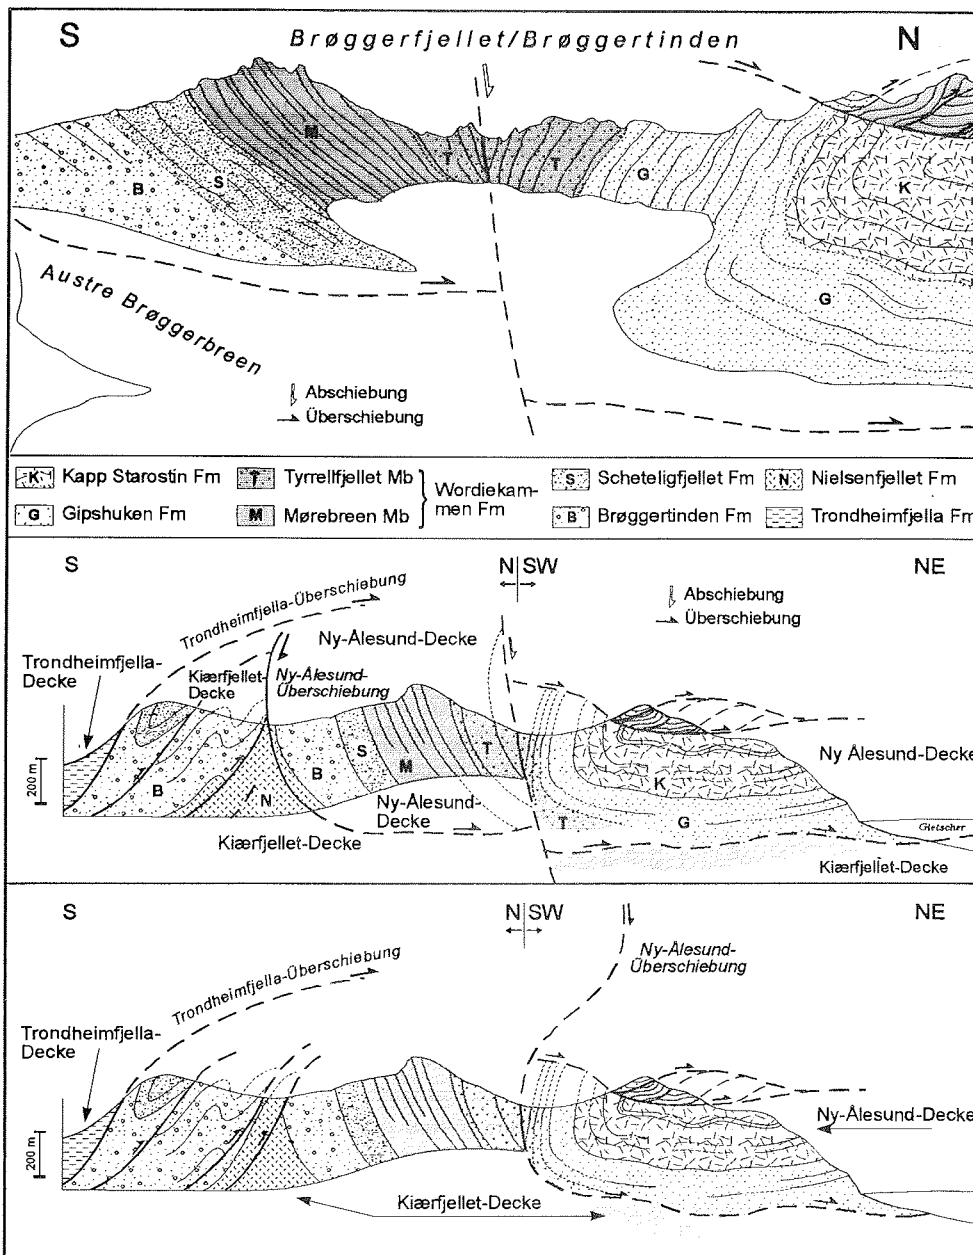 S
Brøggerfjellet/Brøggertinden
N
M
T
T
G
B
S
K
G
Austre Brøggerbreen
Abschiebung
Überschiebung
K Kapp Starostin Fm
T Tyrrellfjellet Mb
S Scheteligfjellet Fm
N Nielsenfjellet Fm
G Gipshuken Fm
M Mørebreen Mb
Wordiekam-
men Fm
B Brøggertinden Fm
Trondheimfjella Fm
S
N
SW
NE
Trondheimfjella-Überschiebung
Abschiebung
Überschiebung
Ny-Ålesund-Decke
Trondheimfjella-
Decke
Kiærfjellet-
Decke
Ny-Ålesund-
Überschiebung
200 m
B
N
B
S
M
T
K
T
G
Ny Ålesund-Decke
Ny-Ålesund-
Decke
Kiærfjellet-Decke
Gletscher
Kiærfjellet-Decke
S
N
SW
NE
Trondheimfjella-Überschiebung
Ny-Ålesund-
Überschiebung
Trondheimfjella-
Decke
200 m
Ny-Ålesund-Decke
Kiærfjellet-Decke